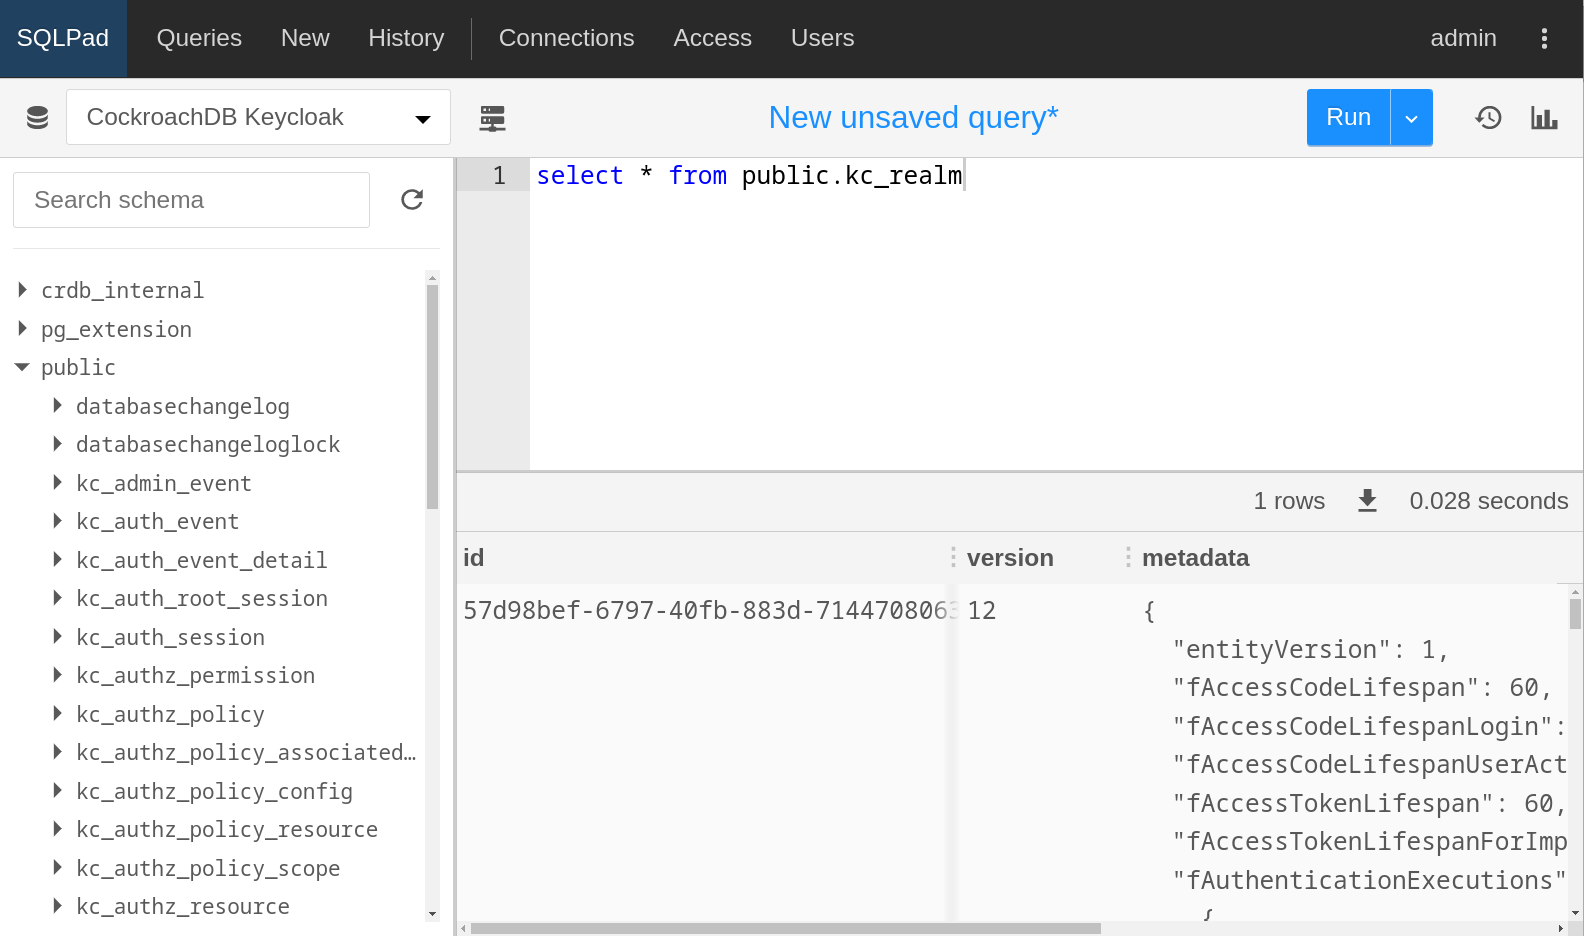 SQLPad Queries New History Connections Access Users admin
CockroachDB Keycloak New unsaved query* Run
Search schema
crdb_internal
pg_extension
public
databasechangelog
databasechangeloglock
kc_admin_event
kc_auth_event
kc_auth_event_detail
kc_auth_root_session
kc_auth_session
kc_authz_permission
kc_authz_policy
kc_authz_policy_associated…
kc_authz_policy_config
kc_authz_policy_resource
kc_authz_policy_scope
kc_authz_resource
1 select * from public.kc_realm
1 rows 0.028 seconds
id version metadata
57d98bef-6797-40fb-883d-7144708063 12 {
"entityVersion": 1,
"fAccessCodeLifespan": 60,
"fAccessCodeLifespanLogin":
"fAccessCodeLifespanUserAct
"fAccessTokenLifespan": 60,
"fAccessTokenLifespanForImp
"fAuthenticationExecutions"
{